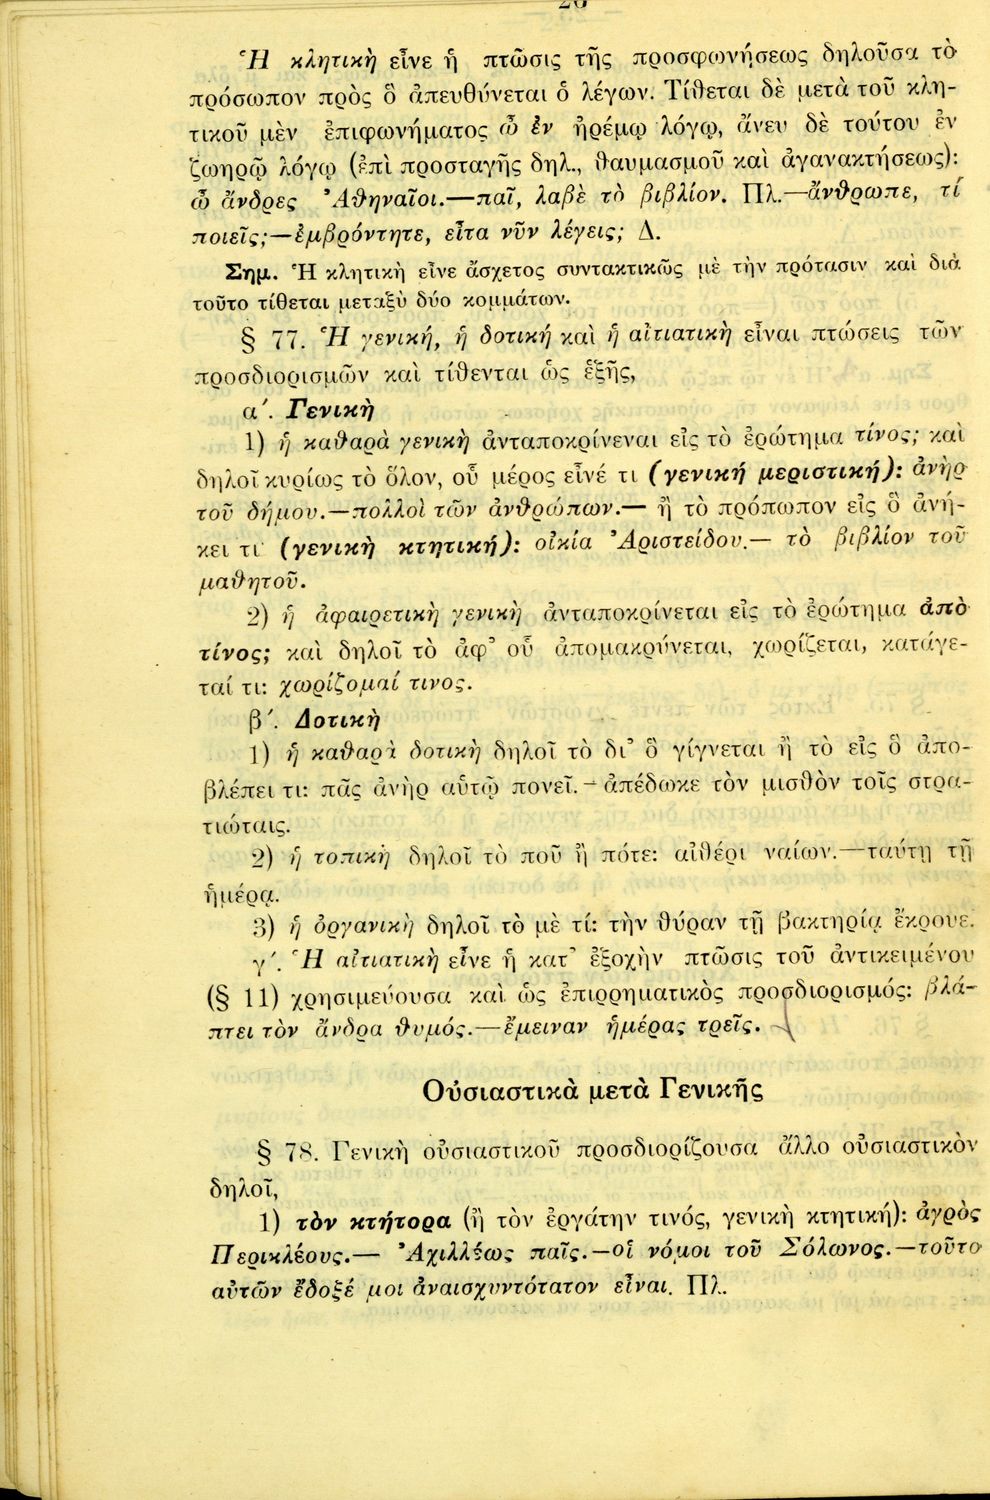 Ἡ κλητικὴ εἶνε ἡ πτῶσις τῆς προσφωνήσεως δηλοῦσα τὸ
πρόσωπον πρὸς ὃ ἀπευθύνεται ὁ λέγων. Τίθεται δὲ μετὰ τοῦ κλη-
τικοῦ μὲν ἐπιφωνήματος ὦ ἐν ἠρέμῳ λόγῳ, ἄνευ δὲ τούτου ἐν
ζωηρῷ λόγῳ (ἐπὶ προσταγῆς δηλ., θαυμασμοῦ καὶ ἀγανακτήσεως):
ὦ ἄνδρες Ἀθηναῖοι.—παῖ, λαβὲ τὸ βιβλίον. Πλ.—ἄνθρωπε, τί
ποιεῖς;—ἐμβρόντητε, εἶτα νῦν λέγεις; Δ.
Σημ. Ἡ κλητικὴ εἶνε ἄσχετος συντακτικῶς μὲ τὴν πρότασιν καὶ διὰ
τοῦτο τίθεται μεταξὺ δύο κομμάτων.
§ 77. Ἡ γενική, ἡ δοτική καὶ ἡ αἰτιατικὴ εἶναι πτώσεις τῶν
προσδιορισμῶν καὶ τίθενται ὡς ἑξῆς,
α΄. Γενικὴ
1) ἡ καθαρὰ γενικὴ ἀνταποκρίνεναι εἰς τὸ ἐρώτημα τίνος; καὶ
δηλοῖ κυρίως τὸ ὅλον, οὗ μέρος εἶνέ τι (γενική μεριστική): ἀνὴρ
τοῦ δήμου.—πολλοὶ τῶν ἀνθρώπων.— ἢ τὸ πρόπωπον εἰς ὃ ἀνή-
κει τι (γενικὴ κτητική): οἰκία Ἀριστείδου.— τὸ βιβλίον τοῦ
μαθητοῦ.
2) ἡ ἀφαιρετικὴ γενικὴ ἀνταποκρίνεται εἰς τὸ ἐρώτημα ἀπὸ
τίνος; καὶ δηλοῖ τὸ ἀφ’ οὗ ἀπομακρύνεται, χωρίζεται, κατάγε-
ταί τι: χωρίζομαί τινος.
β΄. Δοτικὴ
1) ἡ καθαρὰ δοτικὴ δηλοῖ τὸ δι’ ὃ γίγνεται ἢ τὸ εἰς ὃ ἀπο-
βλέπει τι: πᾶς ἀνὴρ αὑτῷ πονεῖ.—ἀπέδωκε τὸν μισθὸν τοῖς στρα-
τιώταις.
2) ἡ τοπικὴ δηλοῖ τὸ ποῦ ἢ πότε: αἰθέρι ναίων.—ταύτῃ τῇ
ἡμέρᾳ.
3) ἡ ὀργανικὴ δηλοῖ τὸ μὲ τί: τὴν θύραν τῇ βακτηρίᾳ ἔκρουε.
γ΄. Ἡ αἰτιατικὴ εἶνε ἡ κατ’ ἐξοχὴν πτῶσις τοῦ ἀντικειμένου
(§ 11) χρησιμεύουσα καὶ ὡς ἐπιρρηματικὸς προσδιορισμός: βλά-
πτει τὸν ἄνδρα θυμός.—ἔμειναν ἡμέρας τρεῖς.
Οὐσιαστικὰ μετὰ Γενικῆς
§ 78. Γενικὴ οὐσιαστικοῦ προσδιορίζουσα ἄλλο οὐσιαστικὸν
δηλοῖ,
1) τὸν κτήτορα (ἢ τὸν ἐργάτην τινός, γενικὴ κτητική): ἀγρὸς
Περικλέους.— Ἀχιλλέως παῖς.—οἱ νόμοι τοῦ Σόλωνος.—τοῦτο
αὐτῶν ἔδοξέ μοι ἀναισχυντότατον εἶναι. Πλ.